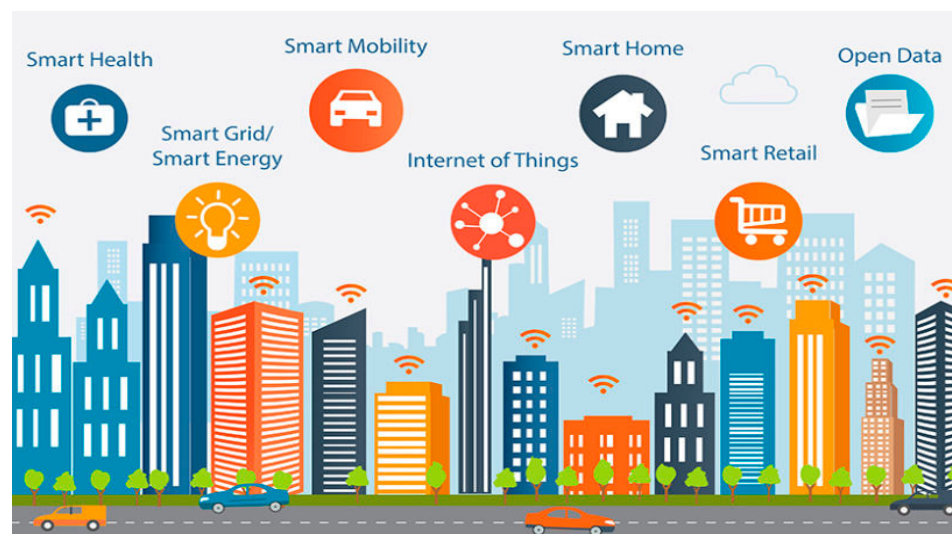 Smart Health
Smart Mobility
Smart Home
Open Data
Smart Grid/
Smart Energy
Internet of Things
Smart Retail